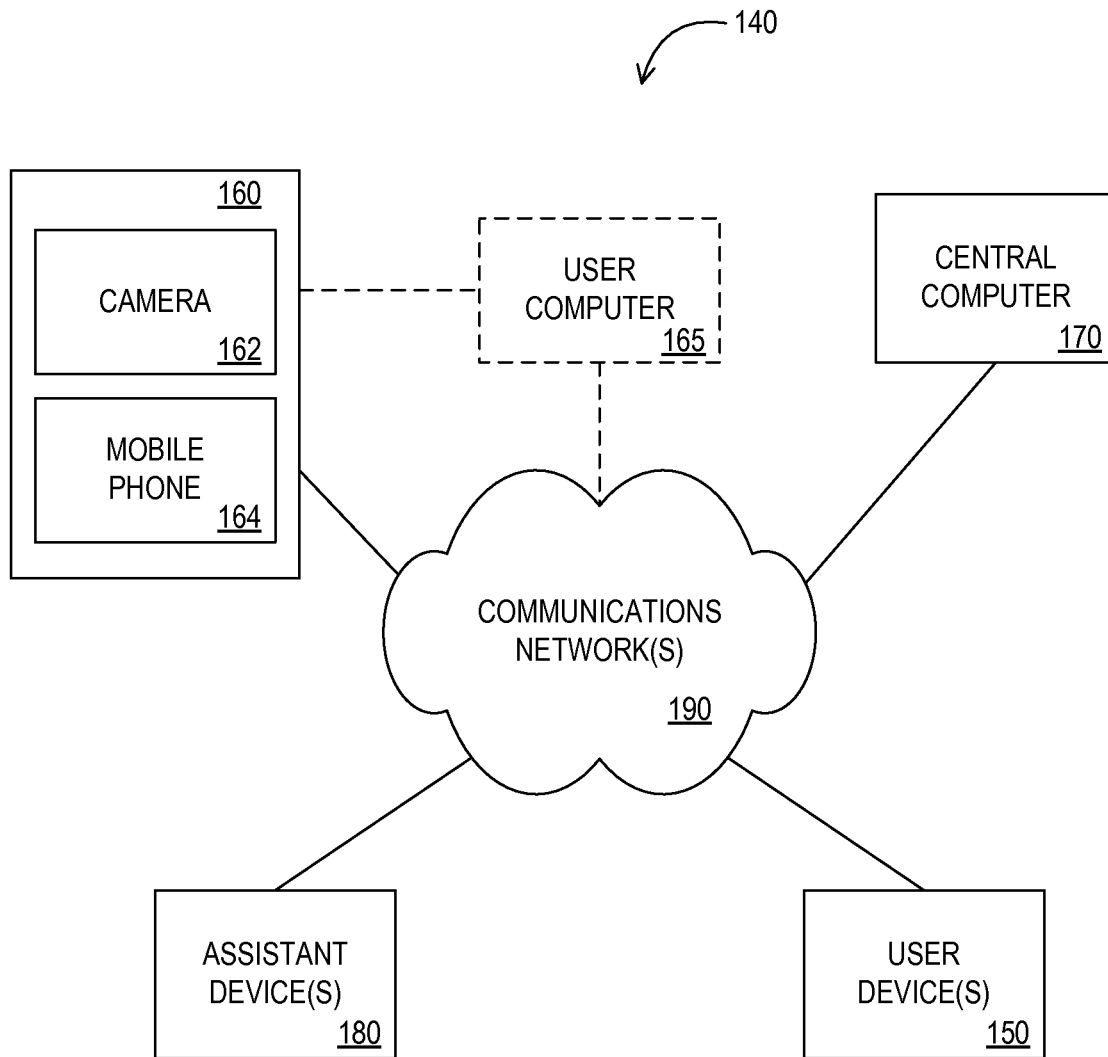 140
160
CAMERA
162
MOBILE
PHONE
164
USER
COMPUTER
165
CENTRAL
COMPUTER
170
COMMUNICATIONS
NETWORK(S)
190
ASSISTANT
DEVICE(S)
180
USER
DEVICE(S)
150